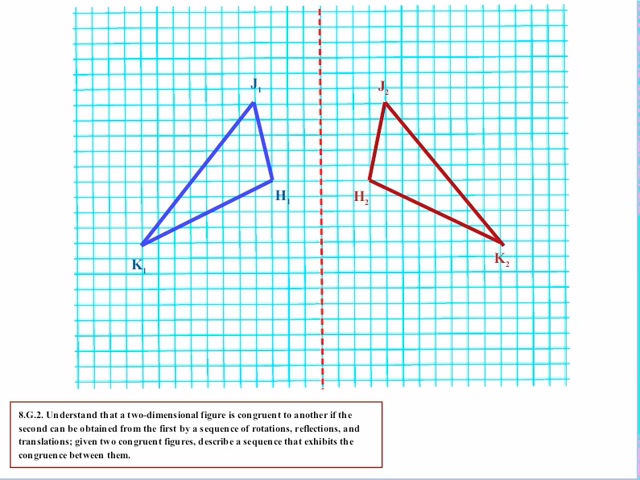 J1
J2
H1
H2
K1
K2
8.G.2. Understand that a two-dimensional figure is congruent to another if the
second can be obtained from the first by a sequence of rotations, reflections, and
translations; given two congruent figures, describe a sequence that exhibits the
congruence between them.